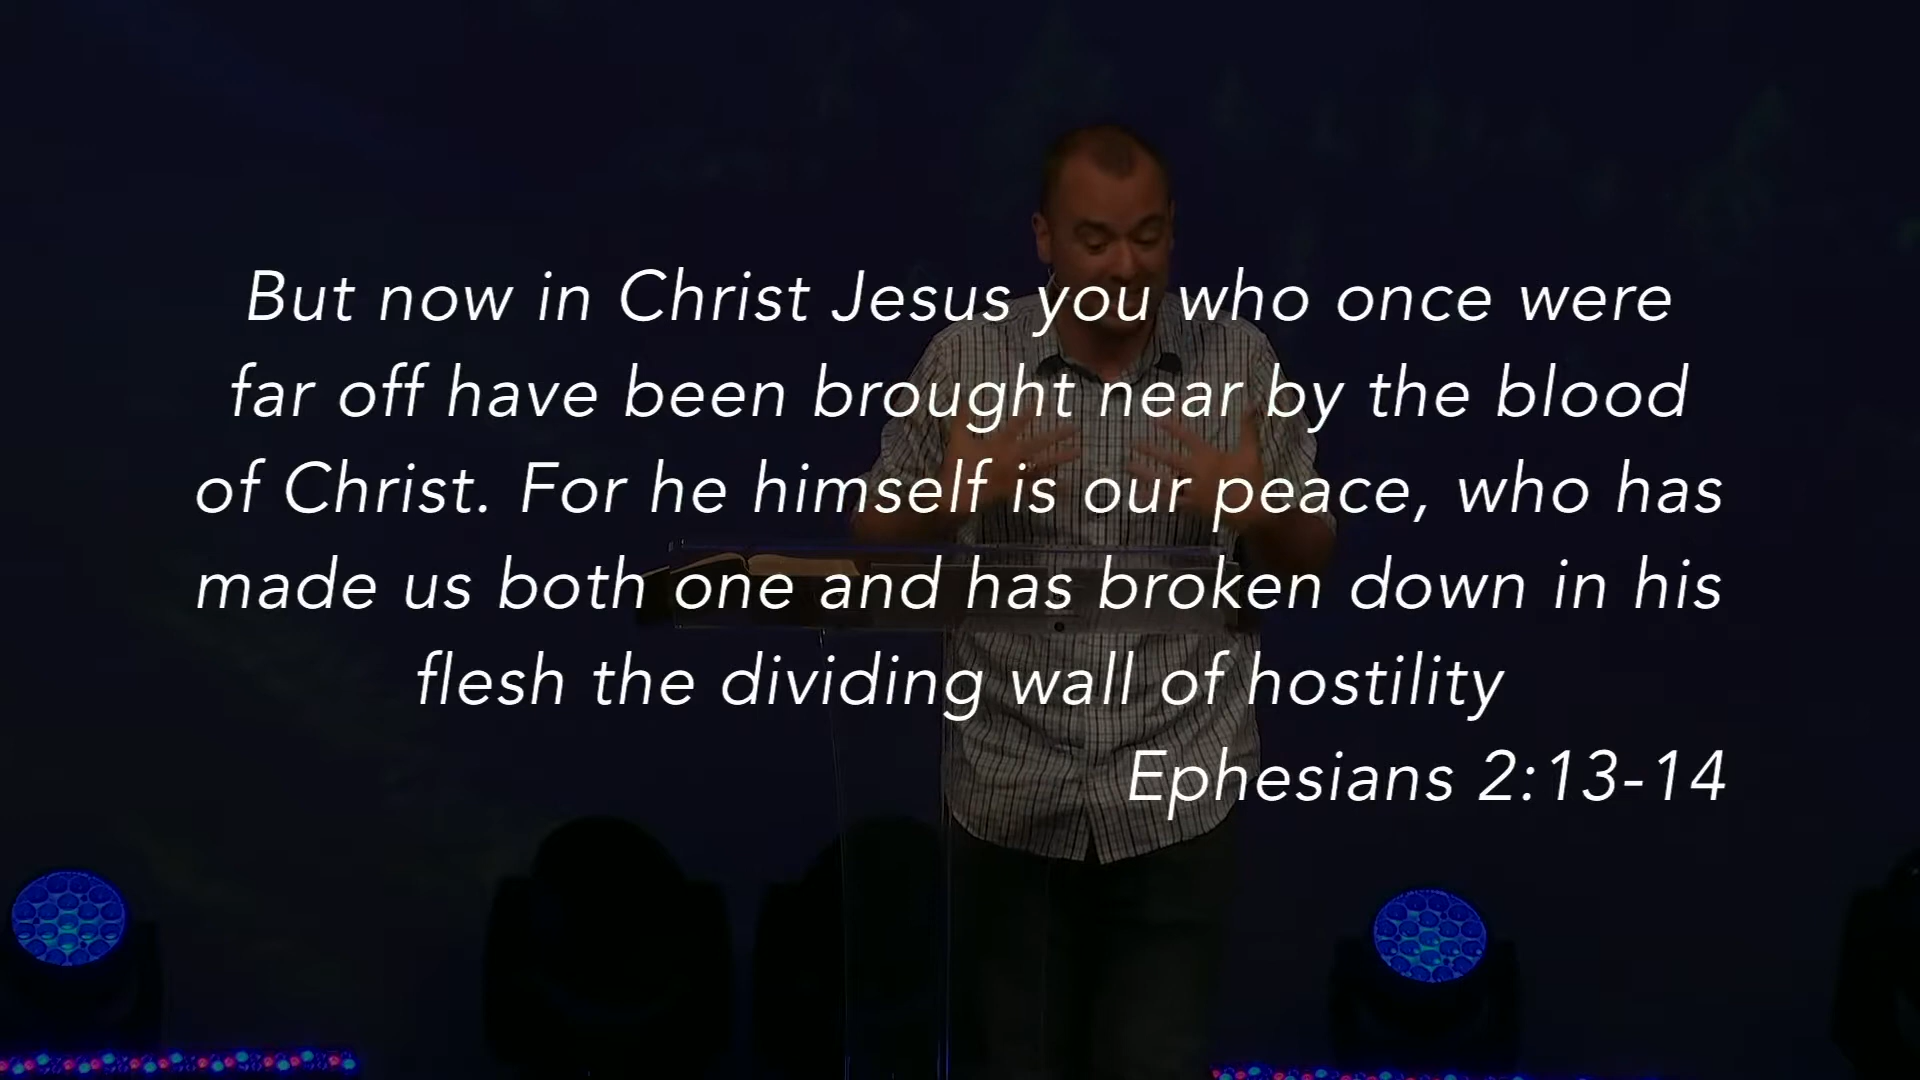 But now in Christ Jesus you who once were
far off have been brought near by the blood
of Christ. For he himself is our peace, who has
made us both one and has broken down in his
flesh the dividing wall of hostility
Ephesians 2:13-14